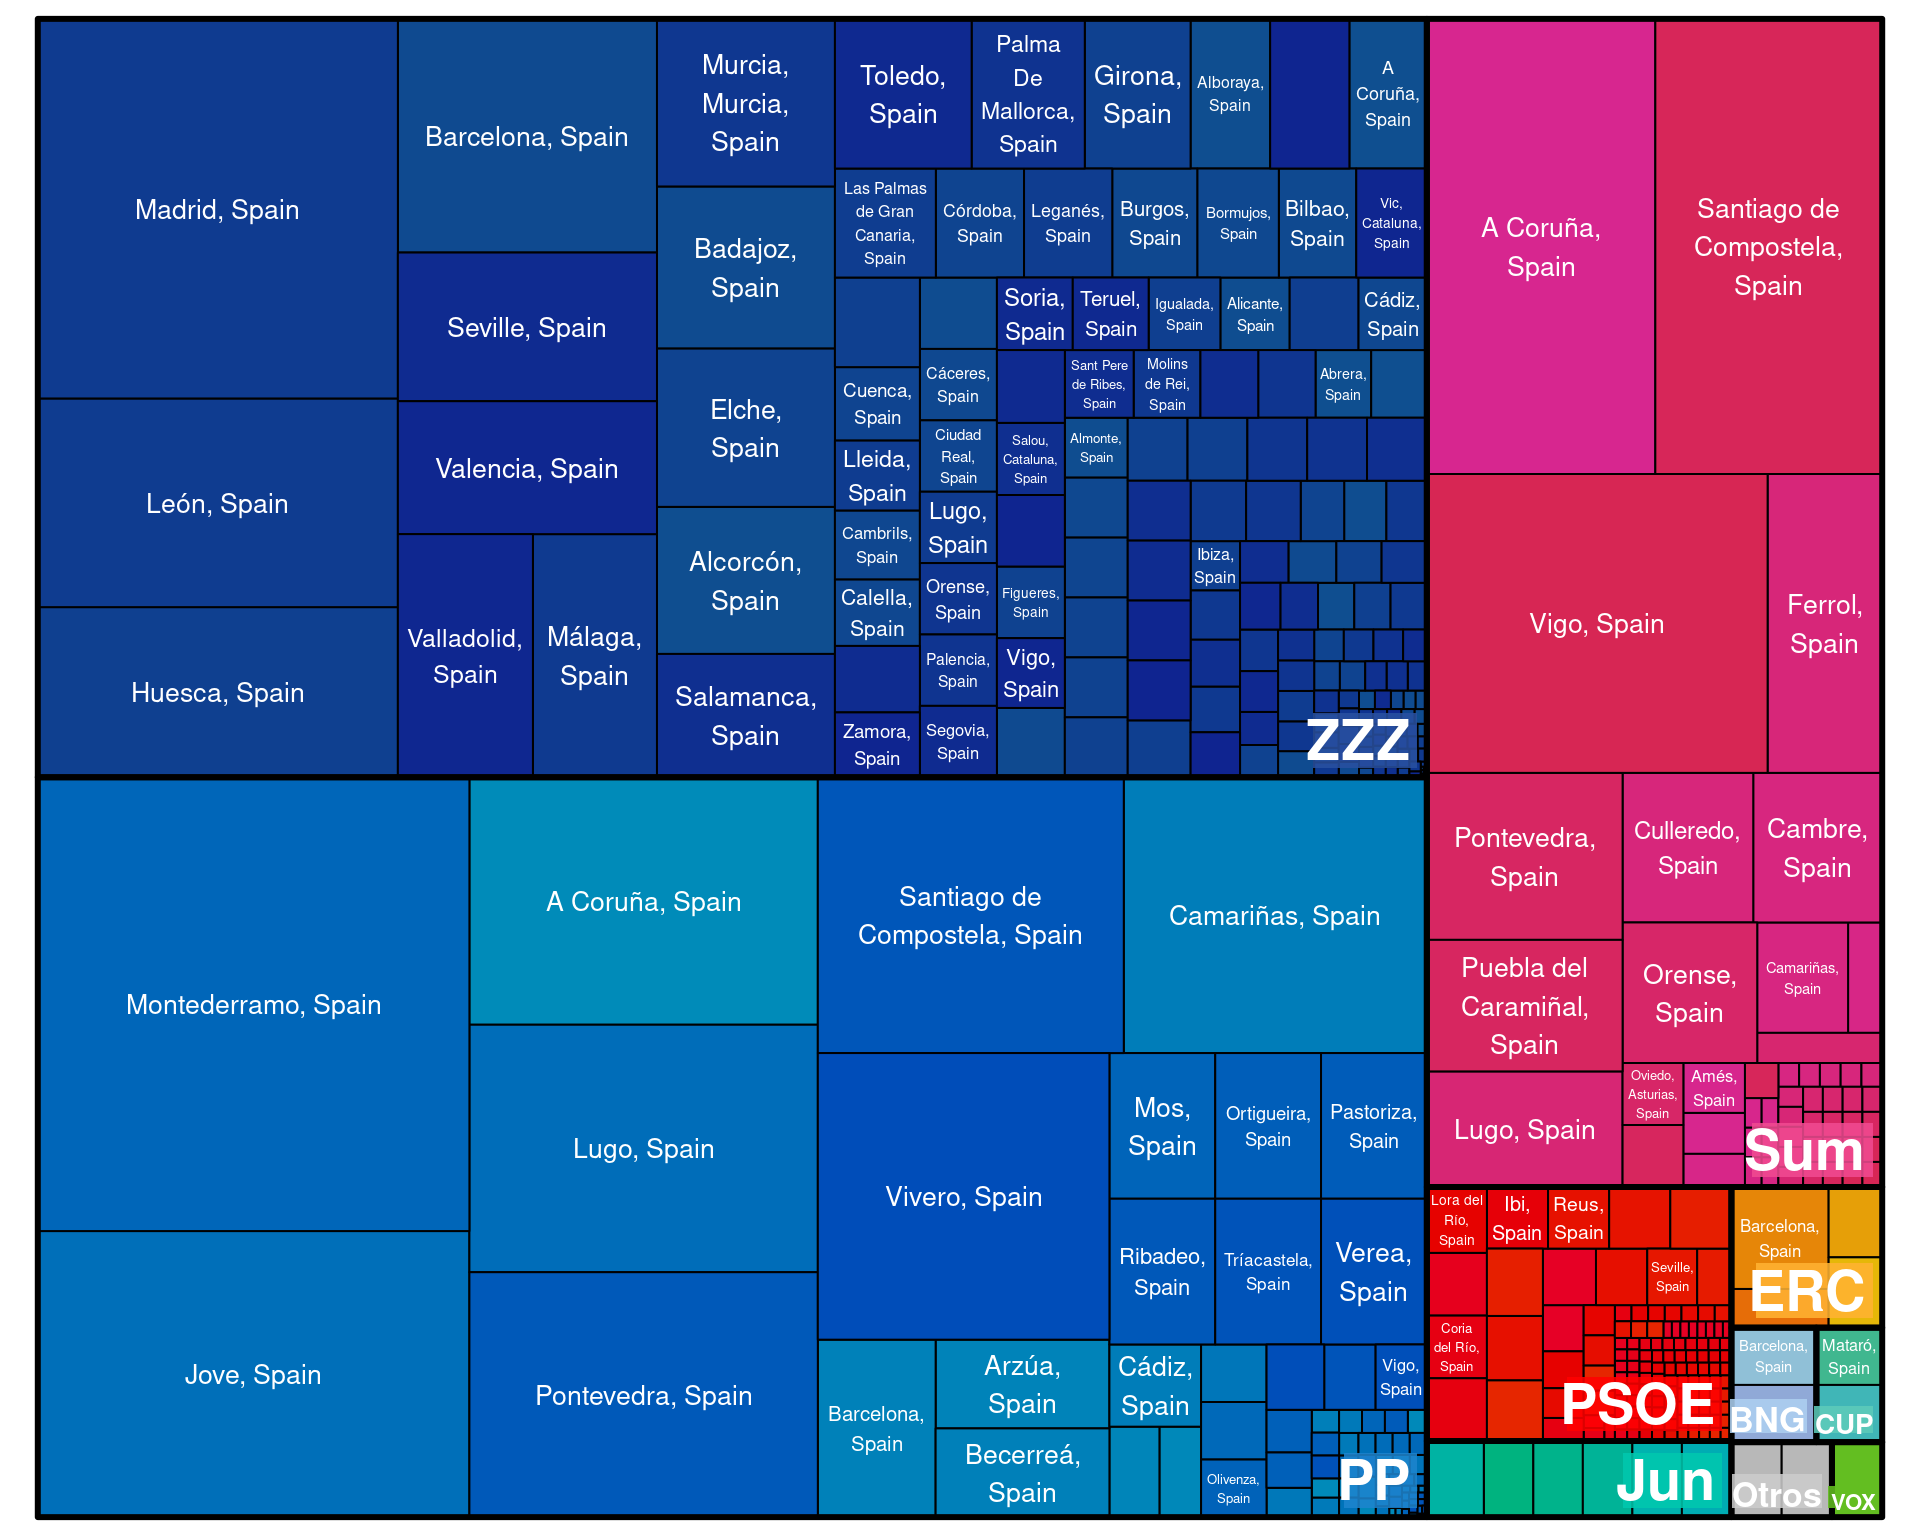 Madrid, Spain
León, Spain
Huesca, Spain
Barcelona, Spain
Seville, Spain
Valencia, Spain
Valladolid,
Spain
Málaga,
Spain
Murcia,
Murcia,
Spain
Badajoz,
Spain
Elche,
Spain
Alcorcón,
Spain
Salamanca,
Spain
Toledo,
Spain
Palma
De
Mallorca,
Spain
Girona,
Spain
Alboraya,
Spain
A
Coruña,
Spain
Las Palmas
de Gran
Canaria,
Spain
Córdoba,
Spain
Leganés,
Spain
Burgos,
Spain
Bormujos,
Spain
Bilbao,
Spain
Vic,
Cataluna,
Spain
Cuenca,
Spain
Lleida,
Spain
Cambrils,
Spain
Calella,
Spain
Zamora,
Spain
Cáceres,
Spain
Ciudad
Real,
Spain
Lugo,
Spain
Orense,
Spain
Palencia,
Spain
Segovia,
Spain
Soria,
Spain
Teruel,
Spain
Igualada,
Spain
Alicante,
Spain
Cádiz,
Spain
Sant Pere
de Ribes,
Spain
Molins
de Rei,
Spain
Abrera,
Spain
Salou,
Cataluna,
Spain
Almonte,
Spain
Figueres,
Spain
Vigo,
Spain
Ibiza,
Spain
ZZZ
Montederramo, Spain
Jove, Spain
A Coruña, Spain
Lugo, Spain
Pontevedra, Spain
Santiago de
Compostela, Spain
Camariñas, Spain
Vivero, Spain
Mos,
Spain
Ortigueira,
Spain
Pastoriza,
Spain
Ribadeo,
Spain
Tríacastela,
Spain
Verea,
Spain
Barcelona,
Spain
Arzúa,
Spain
Becerreá,
Spain
Cádiz,
Spain
Vigo,
Spain
Olivenza,
Spain
PP
A Coruña,
Spain
Santiago de
Compostela,
Spain
Vigo, Spain
Ferrol,
Spain
Pontevedra,
Spain
Culleredo,
Spain
Cambre,
Spain
Puebla del
Caramiñal,
Spain
Orense,
Spain
Camariñas,
Spain
Lugo, Spain
Oviedo,
Asturias,
Spain
Amés,
Spain
Sum
Lora del
Río,
Spain
Ibi,
Spain
Reus,
Spain
Seville,
Spain
Coria
del Río,
Spain
PSOE
Barcelona,
Spain
ERC
Barcelona,
Spain
BNG
Mataró,
Spain
CUP
Jun
Otros
VOX